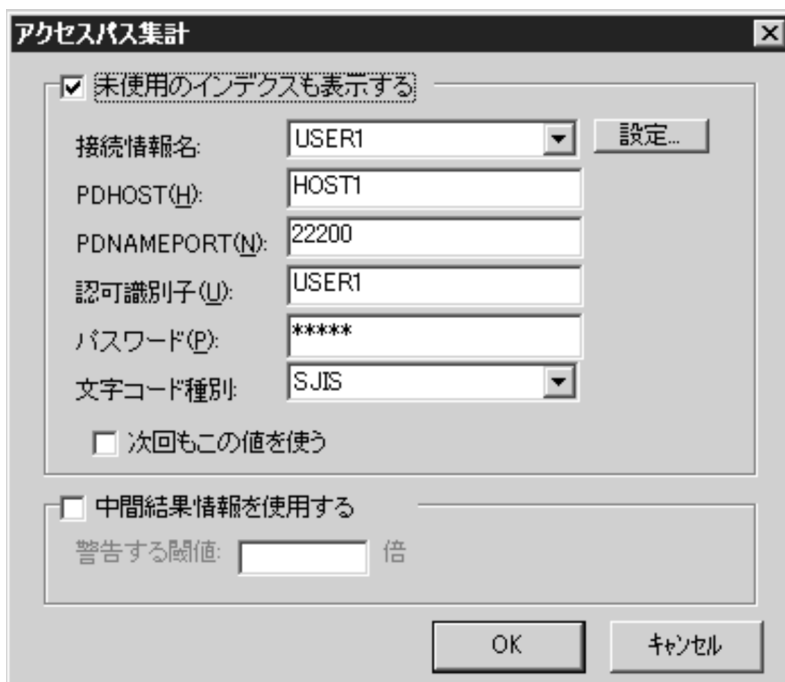 アクセスパス集計
未使用のインデクスも表示する
接続情報名: USER1 設定...
PDHOST(H): HOST1
PDNAMEPORT(N): 22200
認可識別子(U): USER1
パスワード(P): *****
文字コード種別: SJIS
次回もこの値を使う
中間結果情報を使用する
警告する閾値: 倍
OK キャンセル